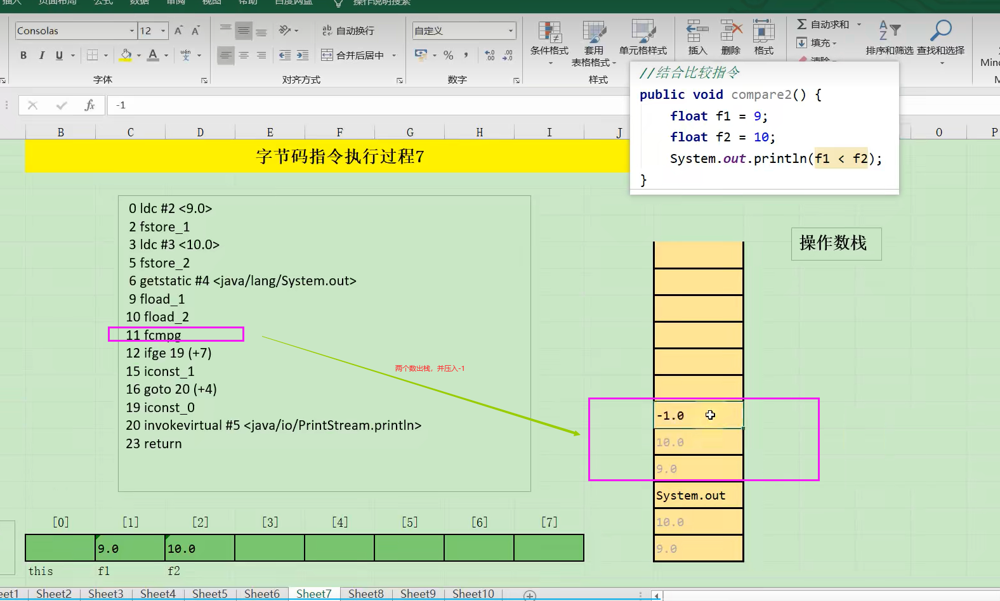 插入 页面布局 公式 数据 审阅 视图 帮助 百度网盘 操作说明搜索
Consolas 12 A A ab 自动换行 自定义 条件格式 套用 表格格式 单元格样式 插入 删除 格式 自动求和 填充 清除 排序和筛选 查找和选择
B I U A wén 文 合并后居中 % Mind
字体 对齐方式 数字 样式
fx -1
//结合比较指令
public void compare2() {
float f1 = 9;
float f2 = 10;
System.out.println(f1 < f2);
}
B C D E F G H I J O P
字节码指令执行过程7
0 ldc #2 <9.0>
2 fstore_1
3 ldc #3 <10.0>
5 fstore_2
6 getstatic #4 <java/lang/System.out>
9 fload_1
10 fload_2
11 fcmpg
12 ifge 19 (+7)
15 iconst_1
16 goto 20 (+4)
19 iconst_0
20 invokevirtual #5 <java/io/PrintStream.println>
23 return
两个数出栈，并压入-1
操作数栈
-1.0
10.0
9.0
System.out
10.0
9.0
[0] [1] [2] [3] [4] [5] [6] [7]
9.0 10.0
this f1 f2
eet1 Sheet2 Sheet3 Sheet4 Sheet5 Sheet6 Sheet7 Sheet8 Sheet9 Sheet10